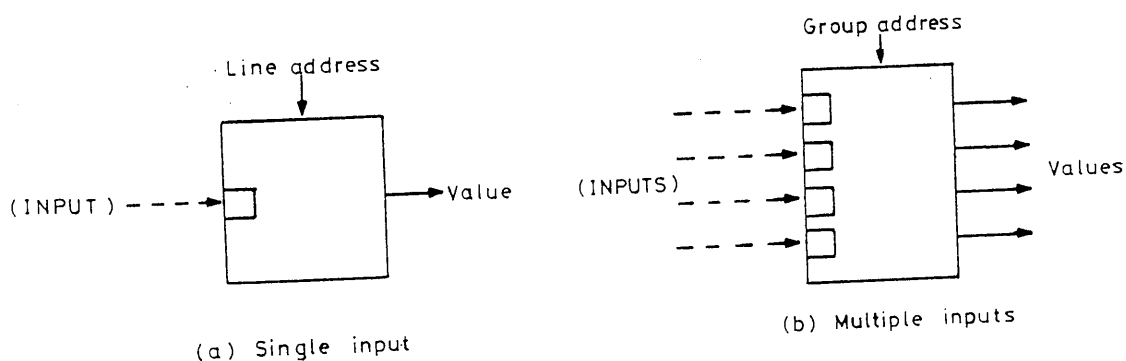 Line address
(INPUT)
Value
(a) Single input
Group address
(INPUTS)
Values
(b) Multiple inputs